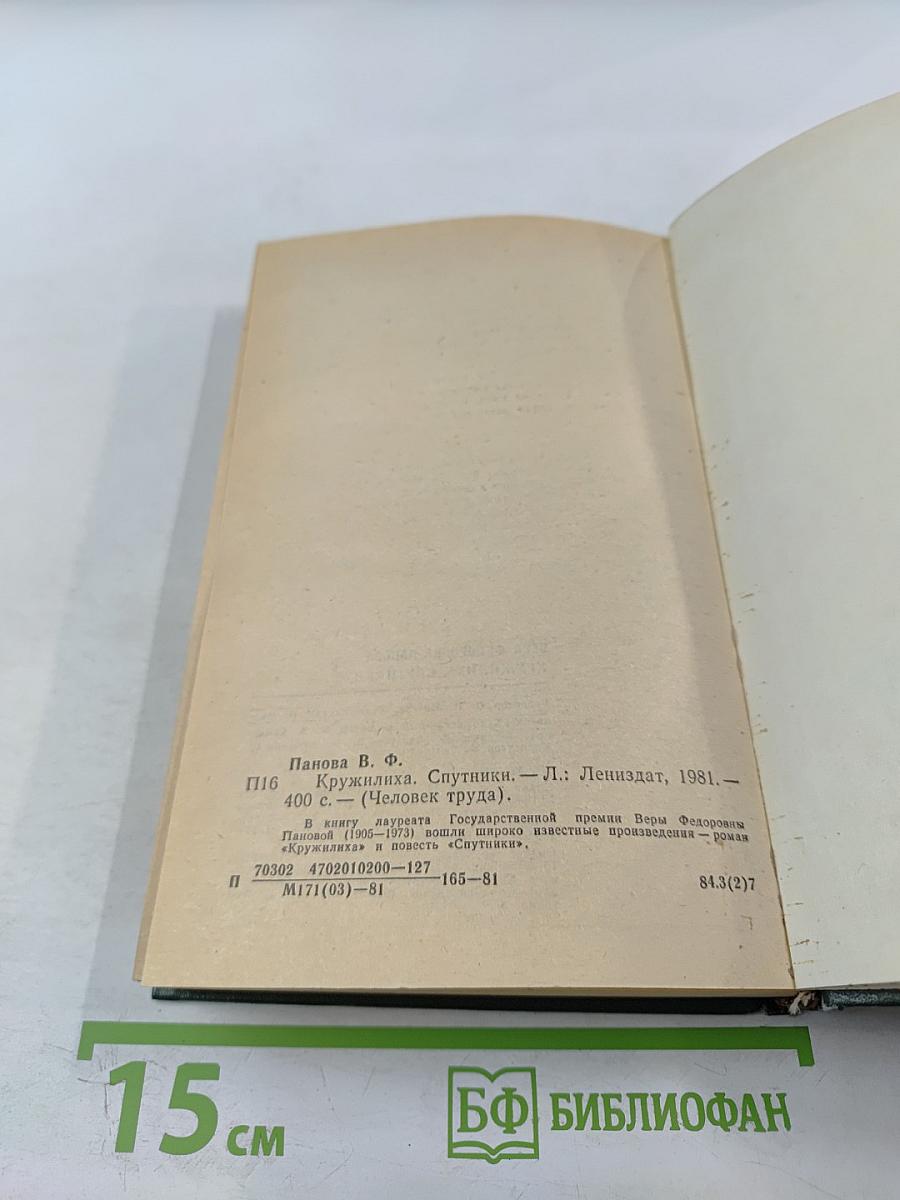 Панова В. Ф.
П16 Кружилиха. Спутники. — Л.: Лениздат, 1981. —
400 с. — (Человек труда).
В книгу лауреата Государственной премии Веры Федоровны
Пановой (1905—1973) вошли широко известные произведения — роман
«Кружилиха» и повесть «Спутники».
П 70302 4702010200—127
М171(03)—81
165—81
84.3(2)7
15 см
БФ БИБЛИОФАН